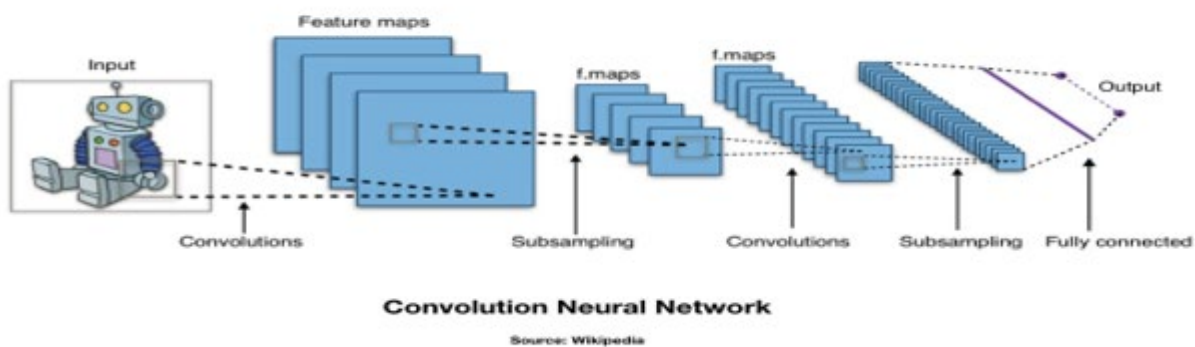 Feature maps
Input
f.maps
f.maps
Output
Convolutions
Subsampling
Convolutions
Subsampling
Fully connected
Convolution Neural Network
Source: Wikipedia